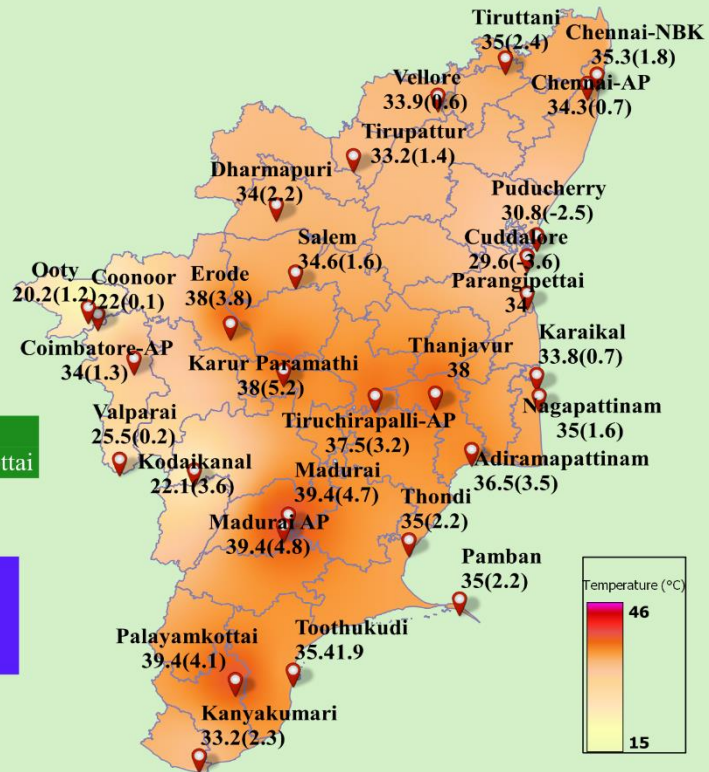 Tiruttani
35(2.4)
Chennai-NBK
35.3(1.8)
Vellore
33.9(0.6)
Chennai-AP
34.3(0.7)
Tirupattur
33.2(1.4)
Dharmapuri
34(2.2)
Puducherry
30.8(-2.5)
Salem
34.6(1.6)
Cuddalore
29.6(-3.6)
Ooty
20.2(1.2)
Coonoor
22(0.1)
Erode
38(3.8)
Parangipettai
34
Coimbatore-AP
34(1.3)
Karur Paramathi
38(5.2)
Thanjavur
38
Karaikal
33.8(0.7)
Valparai
25.5(0.2)
Tiruchirapalli-AP
37.5(3.2)
Nagapattinam
35(1.6)
ttai
Kodaikanal
22.1(3.6)
Madurai
39.4(4.7)
Adiramapattinam
36.5(3.5)
Madurai AP
39.4(4.8)
Thondi
35(2.2)
Pamban
35(2.2)
Temperature (°C)
46
15
Palayamkottai
39.4(4.1)
Toothukudi
35.41.9
Kanyakumari
33.2(2.3)